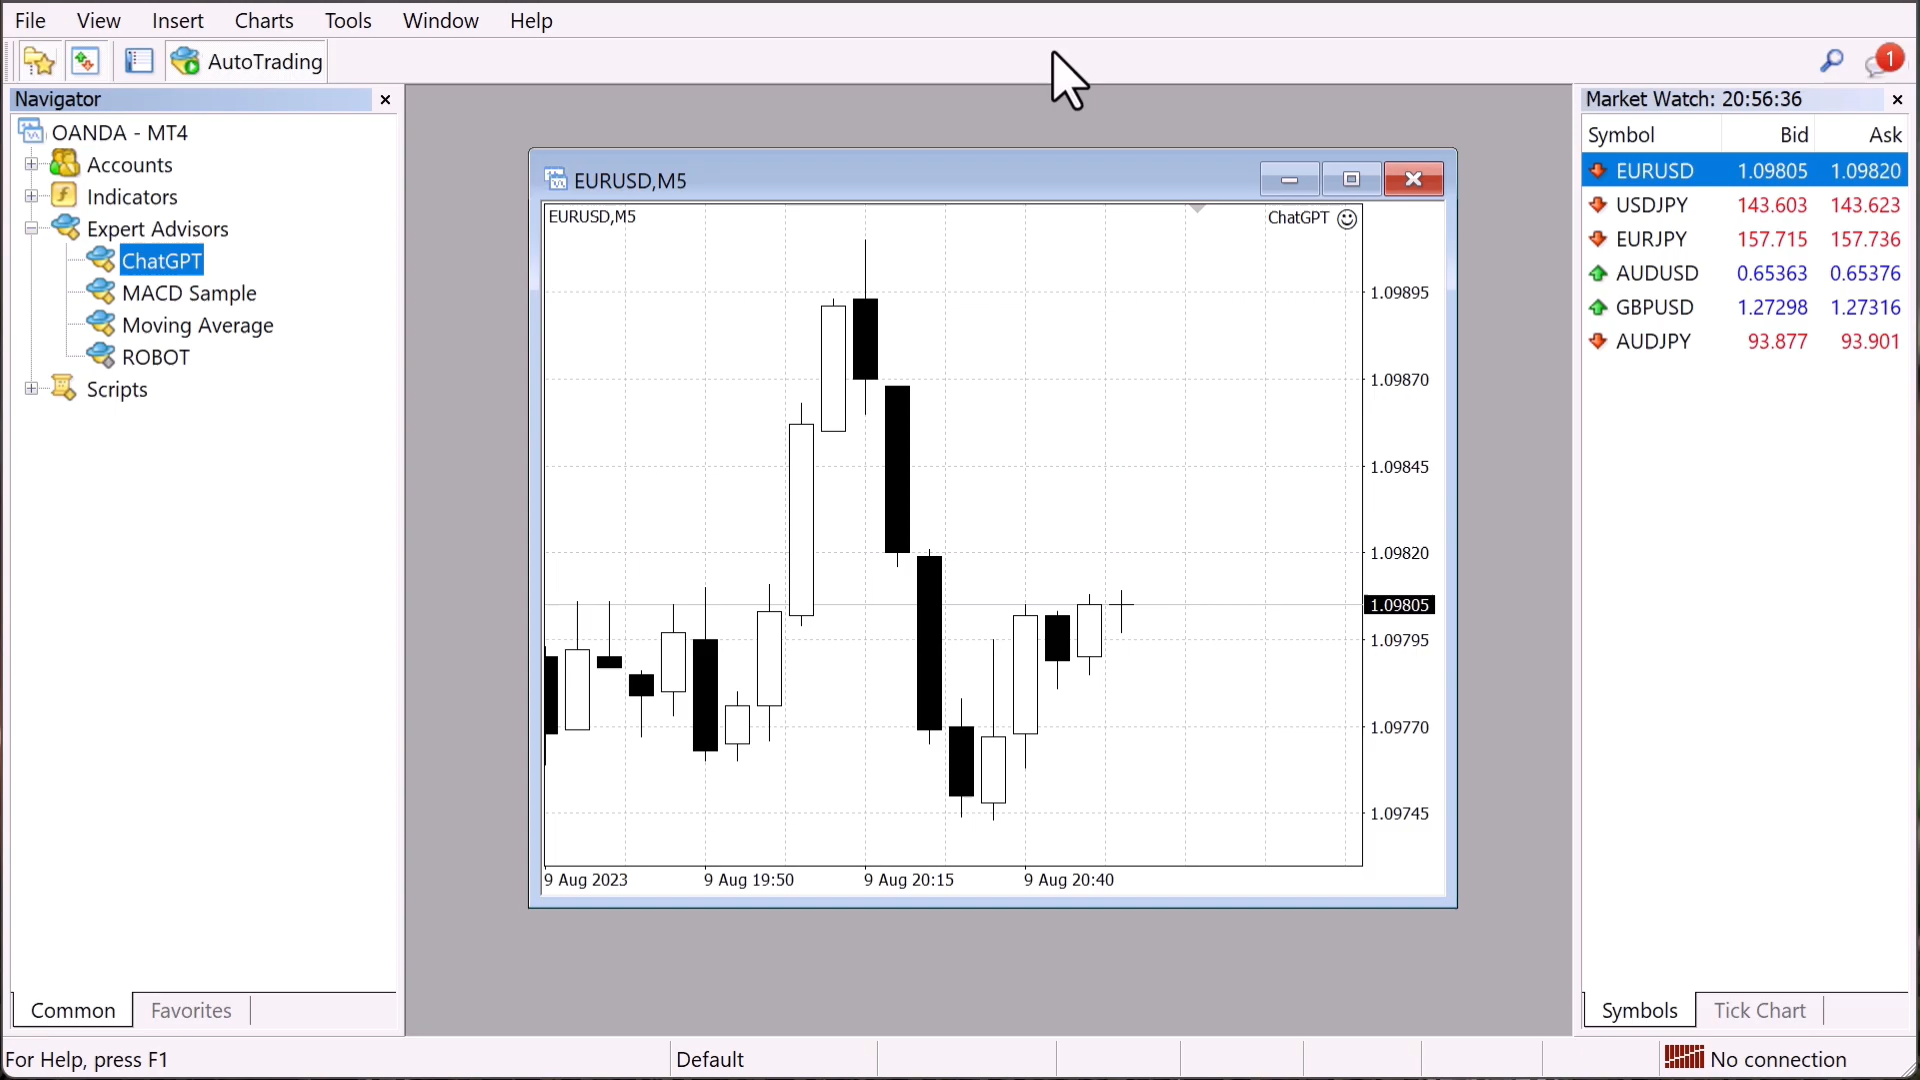 File View Insert Charts Tools Window Help
AutoTrading
1
Navigator
OANDA - MT4
Accounts
Indicators
Expert Advisors
ChatGPT
MACD Sample
Moving Average
ROBOT
Scripts
Common Favorites
EURUSD,M5
EURUSD,M5
ChatGPT
1.09895
1.09870
1.09845
1.09820
1.09805
1.09795
1.09770
1.09745
9 Aug 2023 9 Aug 19:50 9 Aug 20:15 9 Aug 20:40
Market Watch: 20:56:36
Symbol Bid Ask
EURUSD 1.09805 1.09820
USDJPY 143.603 143.623
EURJPY 157.715 157.736
AUDUSD 0.65363 0.65376
GBPUSD 1.27298 1.27316
AUDJPY 93.877 93.901
Symbols Tick Chart
For Help, press F1 Default No connection